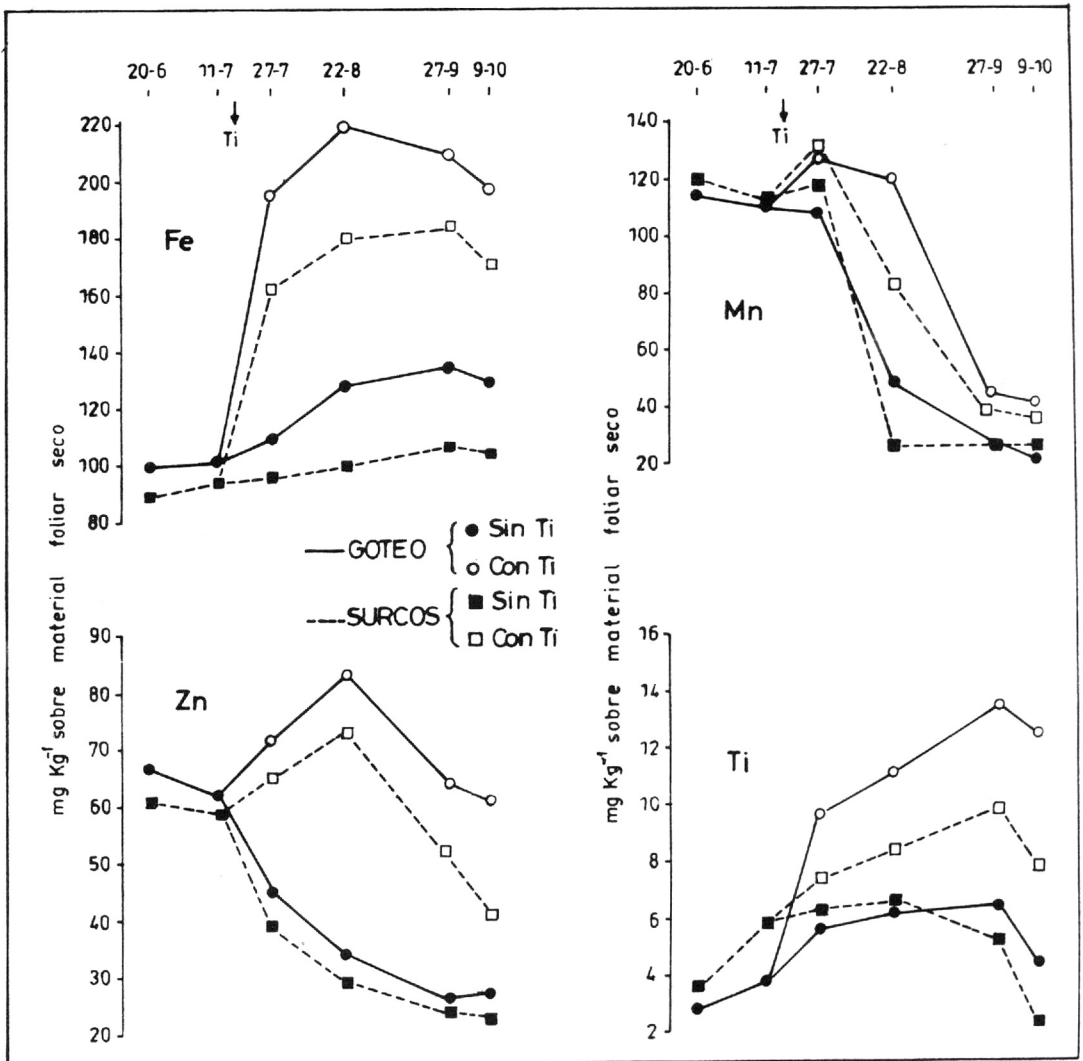 20-6 11-7 27-7 22-8 27-9 9-10
Ti
220
200
180
160
140
120
100
80
Fe
mg Kg⁻¹ sobre material foliar seco
20-6 11-7 27-7 22-8 27-9 9-10
Ti
140
120
100
80
60
40
20
Mn
GOTEO
Sin Ti
Con Ti
SURCOS
Sin Ti
Con Ti
90
80
70
60
50
40
30
20
Zn
mg Kg⁻¹ sobre material foliar seco
16
14
12
10
8
6
4
2
Ti